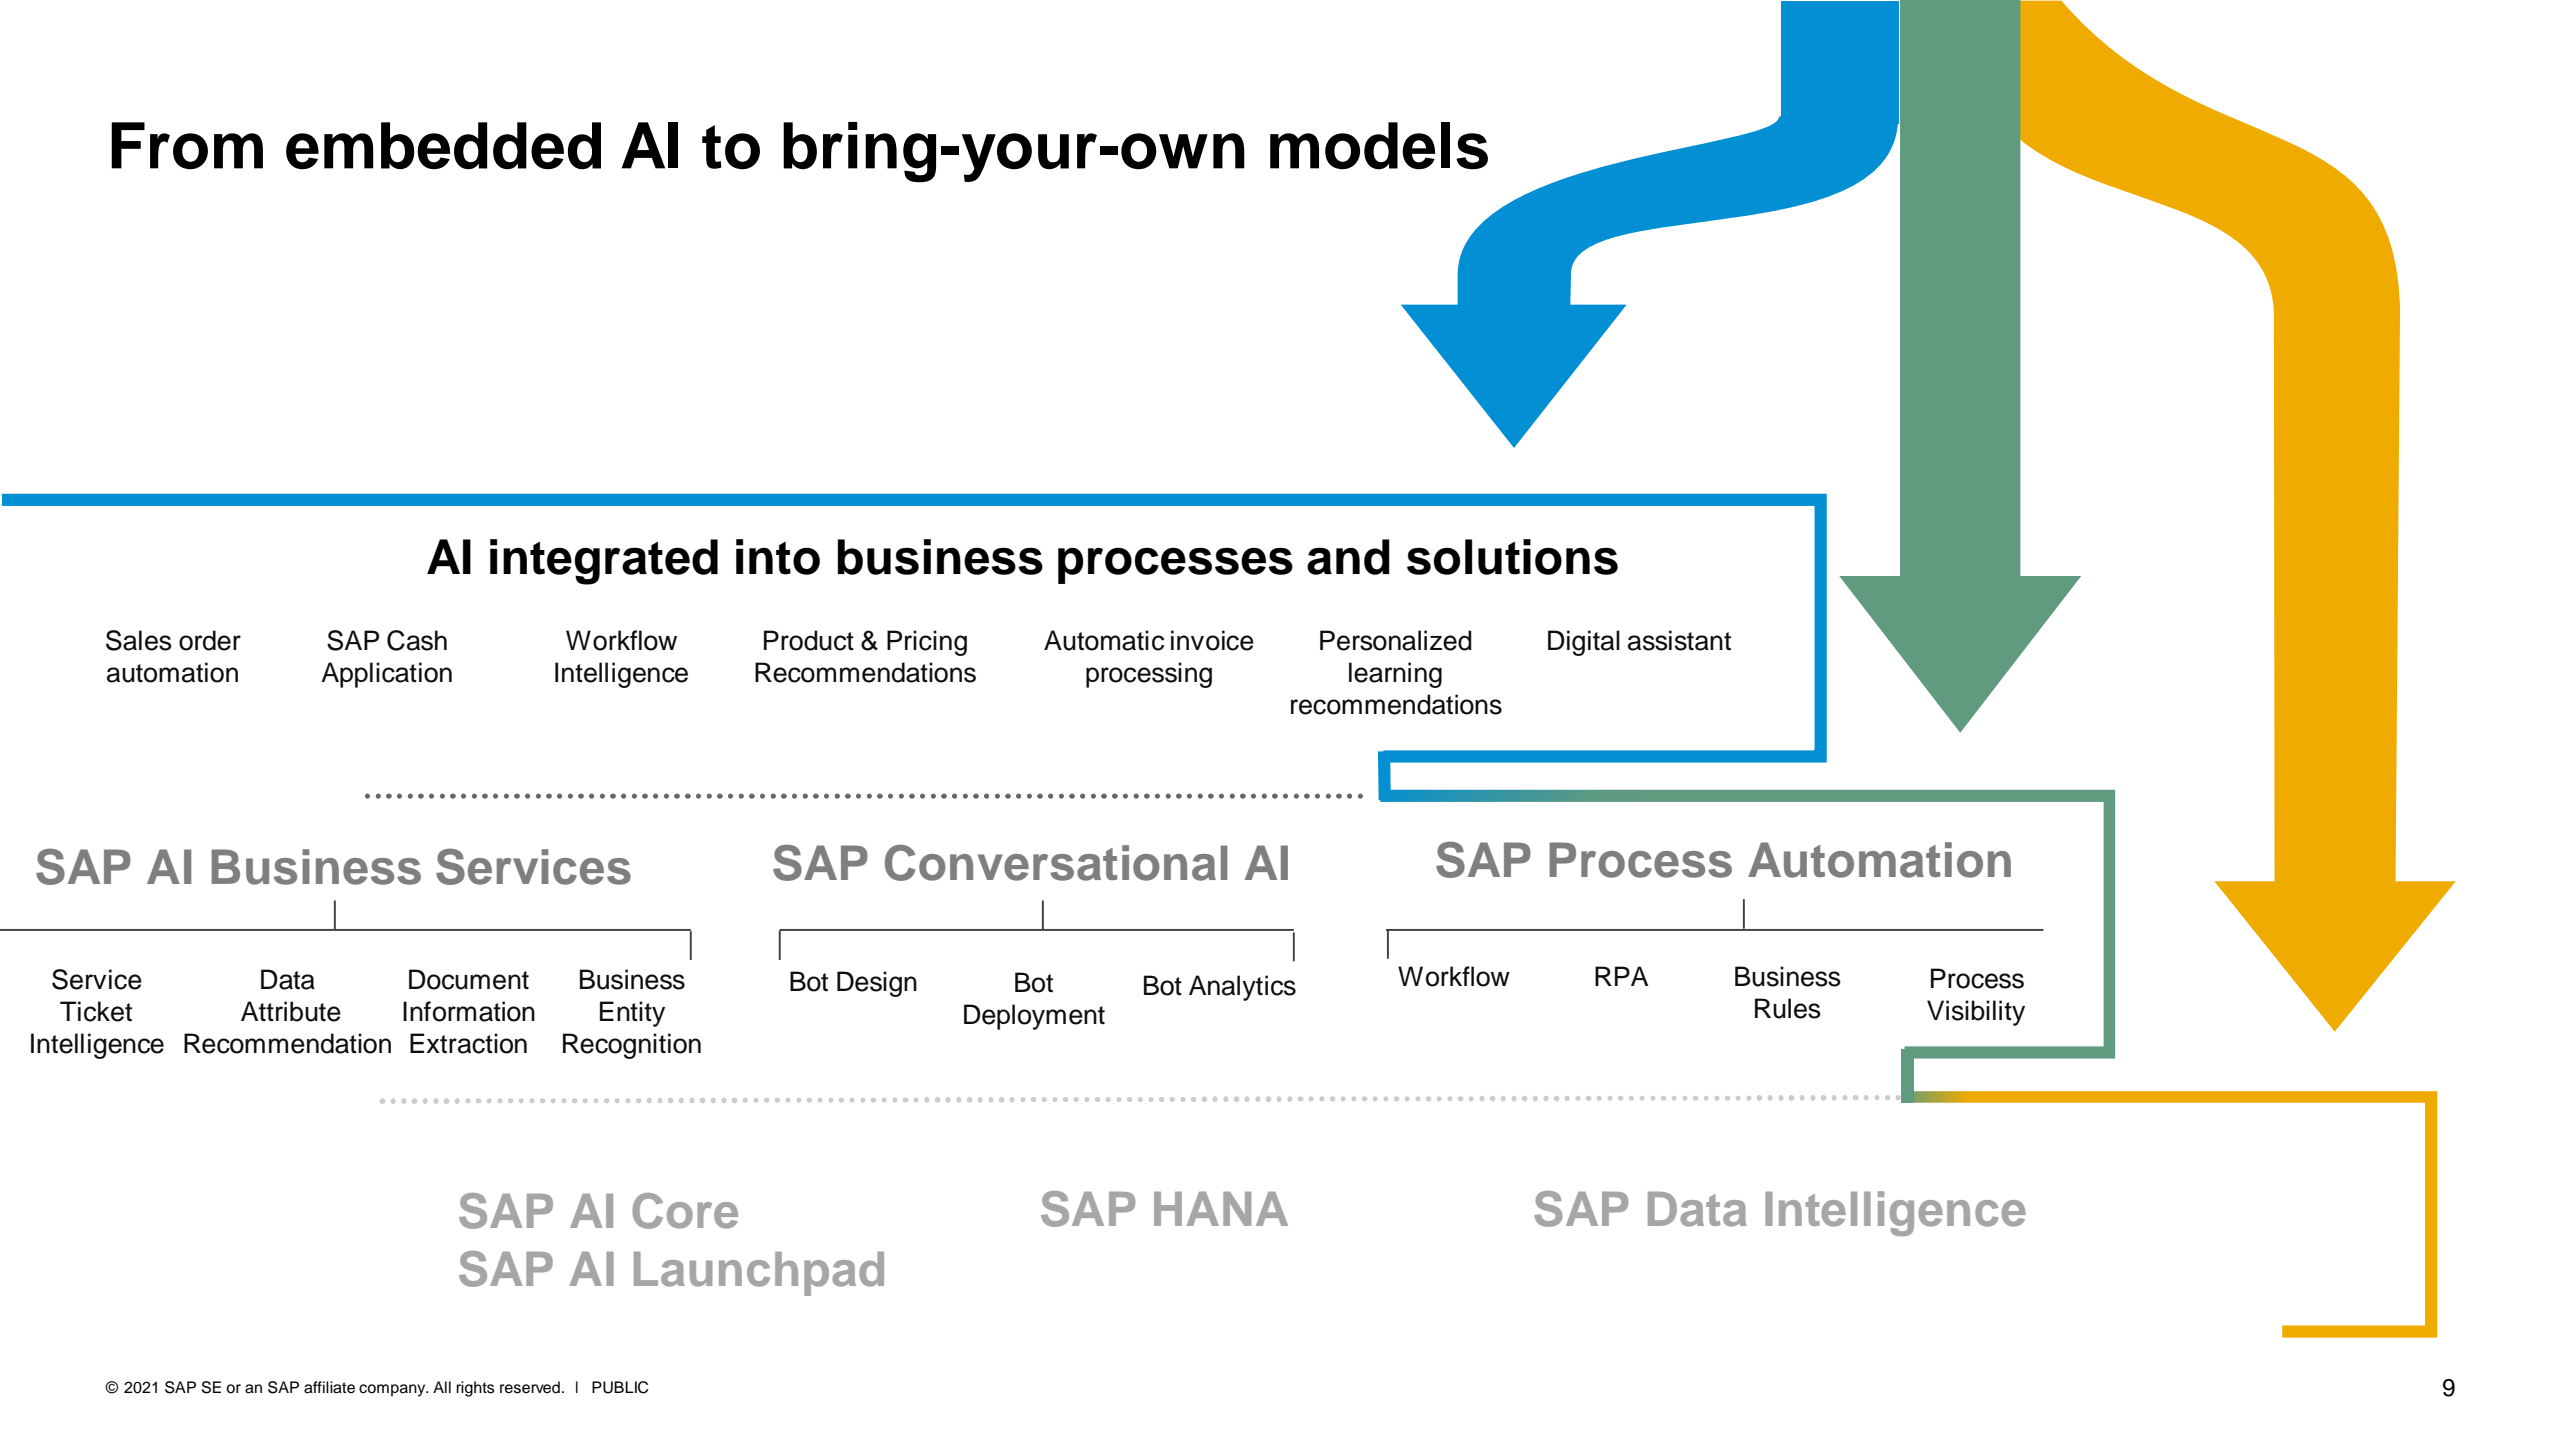 From embedded AI to bring-your-own models
AI integrated into business processes and solutions
Sales order
automation
SAP Cash
Application
Workflow
Intelligence
Product & Pricing
Recommendations
Automatic invoice
processing
Personalized
learning
recommendations
Digital assistant
SAP AI Business Services
Service
Ticket
Intelligence
Data
Attribute
Recommendation
Document
Information
Extraction
Business
Entity
Recognition
SAP Conversational AI
Bot Design
Bot
Deployment
Bot Analytics
SAP Process Automation
Workflow
RPA
Business
Rules
Process
Visibility
SAP AI Core
SAP AI Launchpad
SAP HANA
SAP Data Intelligence
© 2021 SAP SE or an SAP affiliate company. All rights reserved. ǀ PUBLIC
9